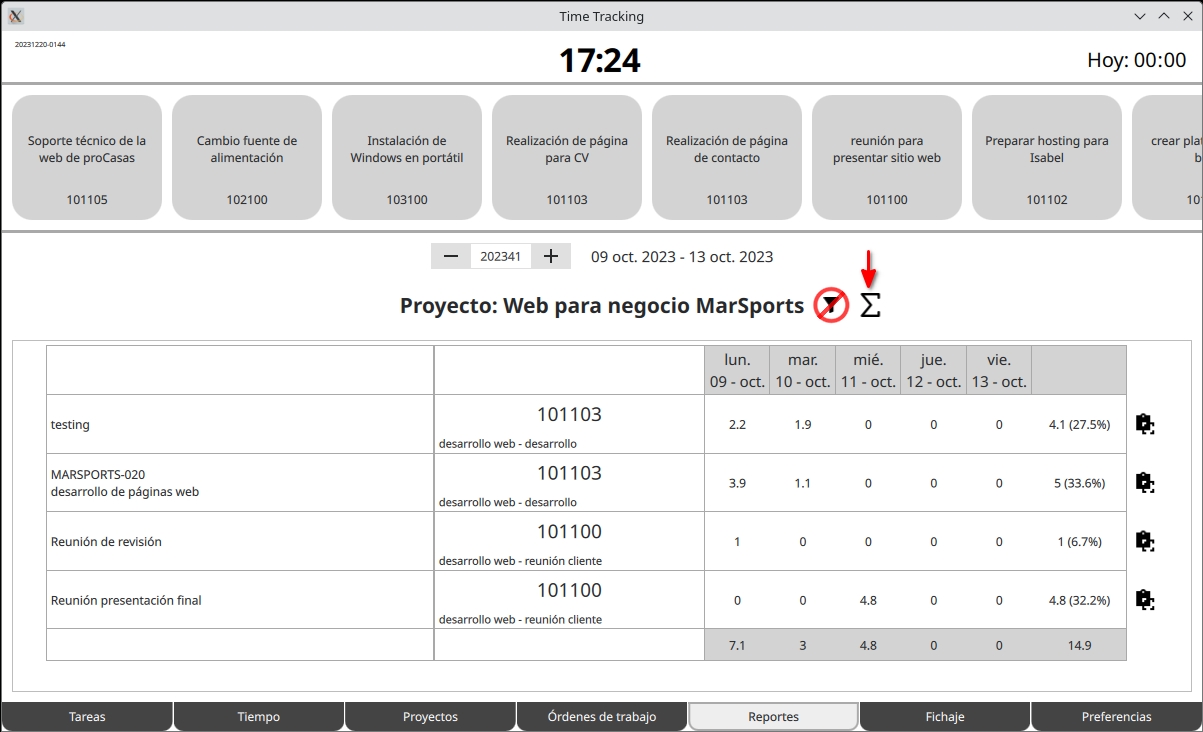 Time Tracking
20231220-0144
17:24
Hoy: 00:00
Soporte técnico de la
web de proCasas
101105
Cambio fuente de
alimentación
102100
Instalación de
Windows en portátil
103100
Realización de página
para CV
101103
Realización de página
de contacto
101103
reunión para
presentar sitio web
101100
Preparar hosting para
Isabel
101102
crear plat
b
10
202341
09 oct. 2023 - 13 oct. 2023
Proyecto: Web para negocio MarSports
lun.
09 - oct.
mar.
10 - oct.
mié.
11 - oct.
jue.
12 - oct.
vie.
13 - oct.
testing
101103
desarrollo web - desarrollo
2.2 1.9 0 0 0 4.1 (27.5%)
MARSPORTS-020
desarrollo de páginas web
101103
desarrollo web - desarrollo
3.9 1.1 0 0 0 5 (33.6%)
Reunión de revisión
101100
desarrollo web - reunión cliente
1 0 0 0 0 1 (6.7%)
Reunión presentación final
101100
desarrollo web - reunión cliente
0 0 4.8 0 0 4.8 (32.2%)
7.1 3 4.8 0 0 14.9
Tareas
Tiempo
Proyectos
Órdenes de trabajo
Reportes
Fichaje
Preferencias